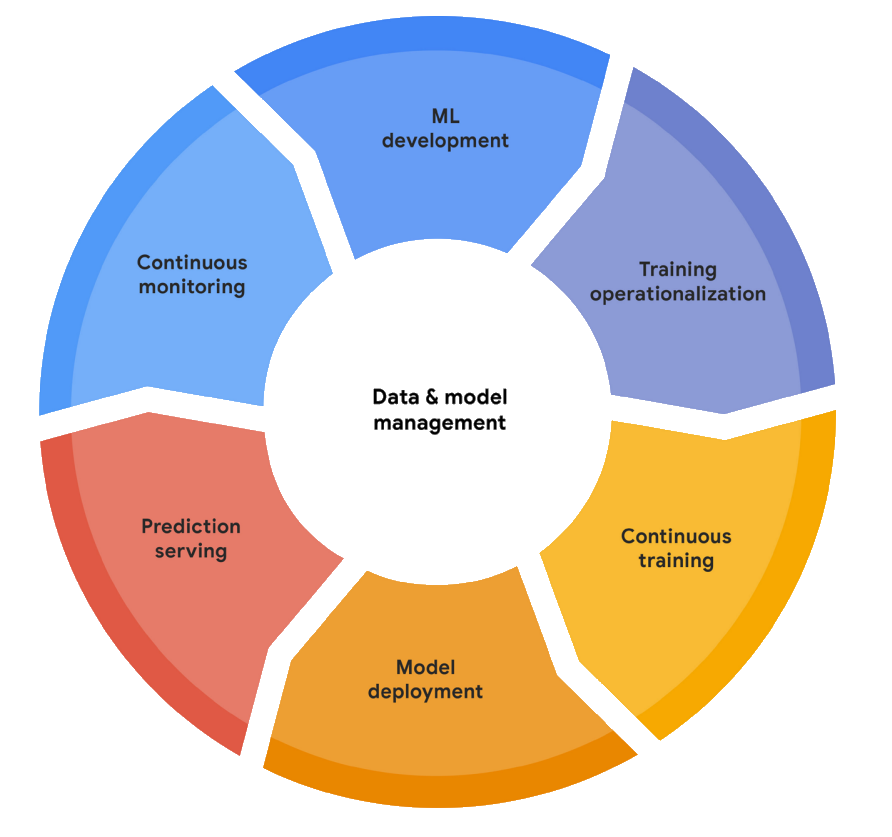 ML
development
Training
operationalization
Continuous
training
Model
deployment
Prediction
serving
Continuous
monitoring
Data & model
management